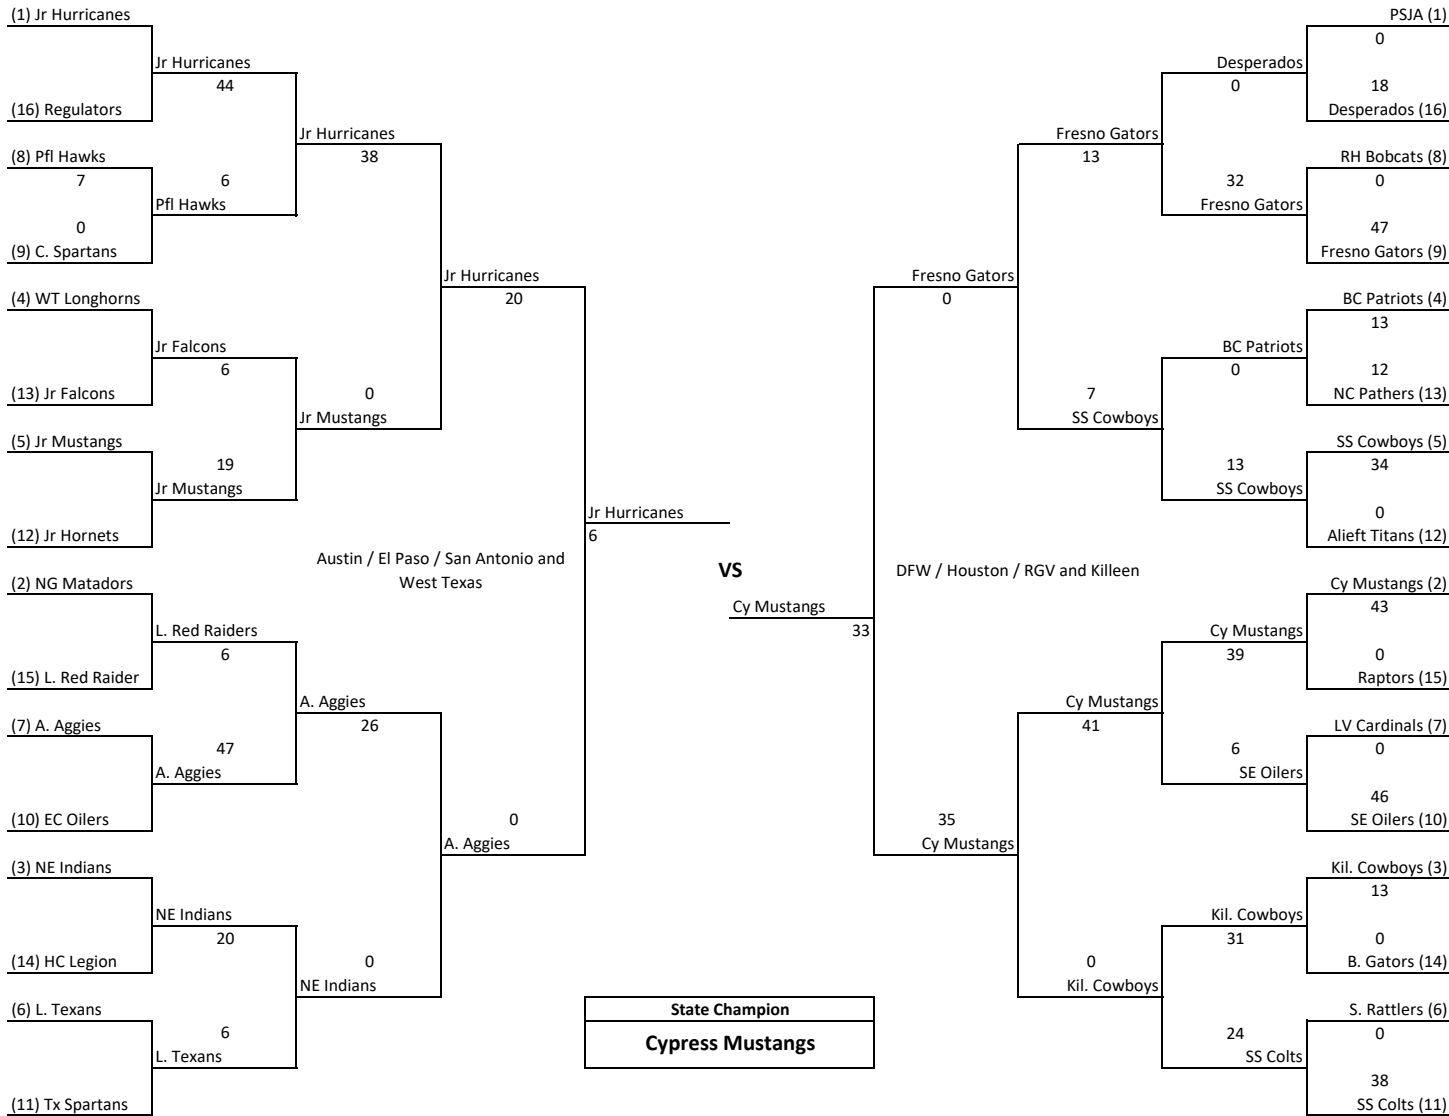 (1) Jr Hurricanes
PSJA (1)
0
Jr Hurricanes
Desperados
44
0
18
(16) Regulators
Desperados (16)
Jr Hurricanes
Fresno Gators
38
13
(8) Pfl Hawks
RH Bobcats (8)
7
6
32
0
Pfl Hawks
Fresno Gators
0
47
(9) C. Spartans
Fresno Gators (9)
Jr Hurricanes
Fresno Gators
20
0
(4) WT Longhorns
BC Patriots (4)
13
Jr Falcons
BC Patriots
6
0
12
(13) Jr Falcons
0
7
NC Pathers (13)
Jr Mustangs
SS Cowboys
(5) Jr Mustangs
SS Cowboys (5)
19
13
34
Jr Mustangs
SS Cowboys
Jr Hurricanes
0
(12) Jr Hornets
6
Alieft Titans (12)
Austin / El Paso / San Antonio and
West Texas
VS
DFW / Houston / RGV and Killeen
(2) NG Matadors
Cy Mustangs (2)
Cy Mustangs
43
33
L. Red Raiders
Cy Mustangs
6
39
0
(15) L. Red Raider
Raptors (15)
A. Aggies
Cy Mustangs
26
41
(7) A. Aggies
LV Cardinals (7)
47
6
0
A. Aggies
SE Oilers
46
(10) EC Oilers
0
35
SE Oilers (10)
A. Aggies
Cy Mustangs
(3) NE Indians
Kil. Cowboys (3)
13
NE Indians
Kil. Cowboys
20
31
0
(14) HC Legion
0
0
B. Gators (14)
NE Indians
Kil. Cowboys
(6) L. Texans
State Champion
S. Rattlers (6)
6
24
0
Cypress Mustangs
L. Texans
SS Colts
38
(11) Tx Spartans
SS Colts (11)